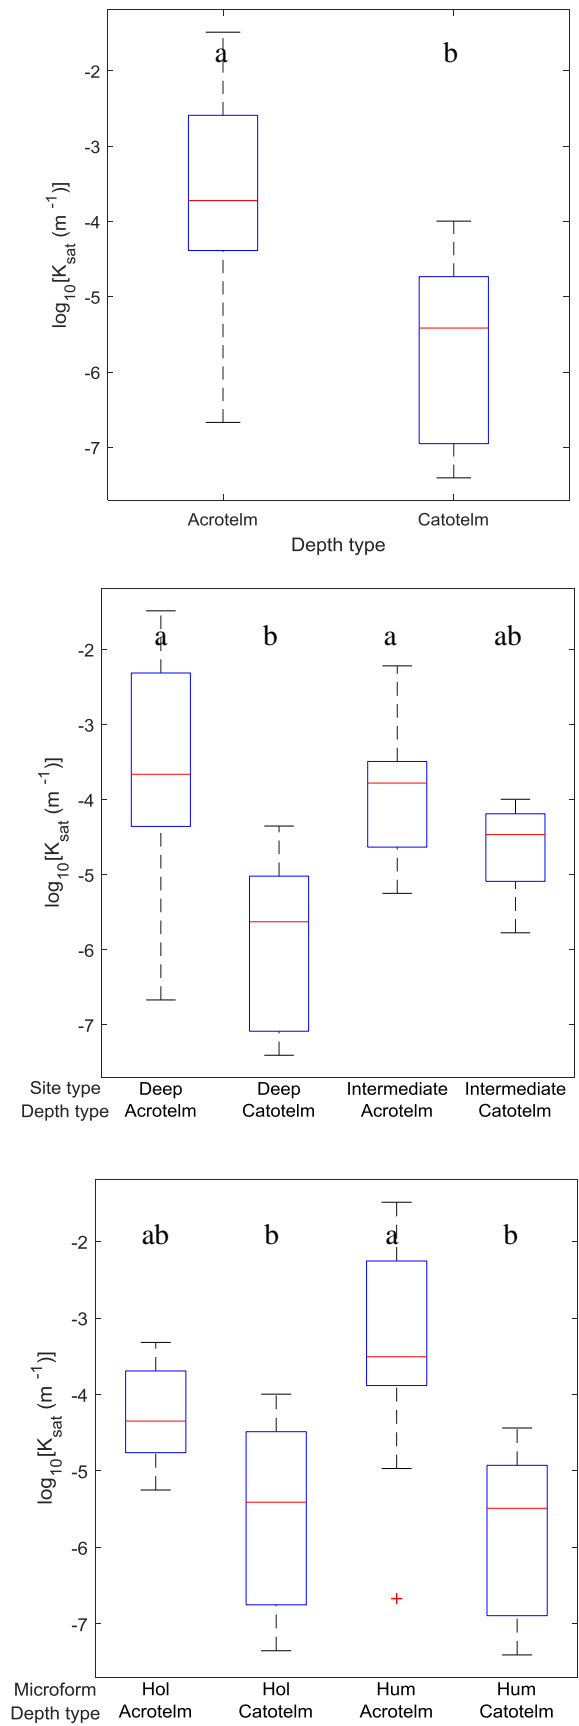 a b
-2
-3
-4
-5
-6
-7
log10[Ksat (m -1)]
Acrotelm Catotelm
Depth type
a b a ab
-2
-3
-4
-5
-6
-7
log10[Ksat (m -1)]
Site type Deep Deep Intermediate Intermediate
Depth type Acrotelm Catotelm Acrotelm Catotelm
ab b a b
-2
-3
-4
-5
-6
-7
log10[Ksat (m -1)]
Microform Hol Hol Hum Hum
Depth type Acrotelm Catotelm Acrotelm Catotelm